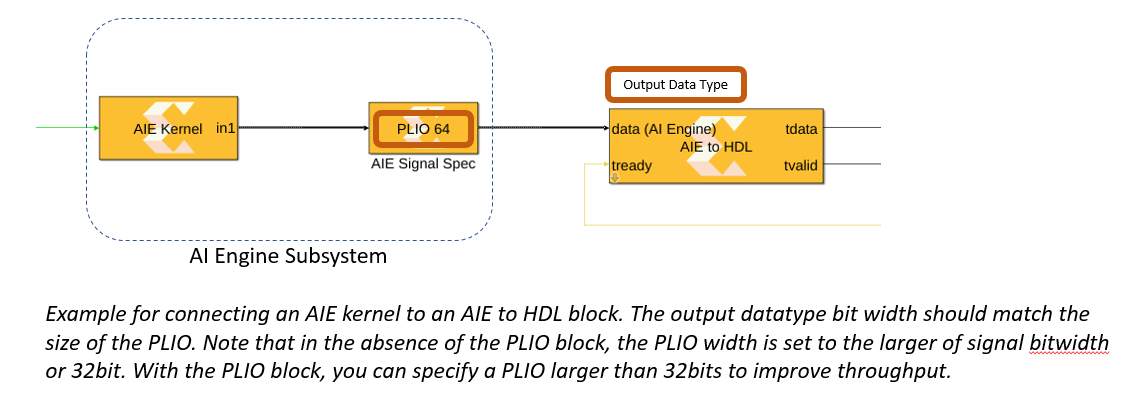 Output Data Type
AIE Kernel in1
PLIO 64
data (AI Engine) tdata
AIE to HDL
AIE Signal Spec
tready tvalid
AI Engine Subsystem
Example for connecting an AIE kernel to an AIE to HDL block. The output datatype bit width should match the
size of the PLIO. Note that in the absence of the PLIO block, the PLIO width is set to the larger of signal bitwidth
or 32bit. With the PLIO block, you can specify a PLIO larger than 32bits to improve throughput.